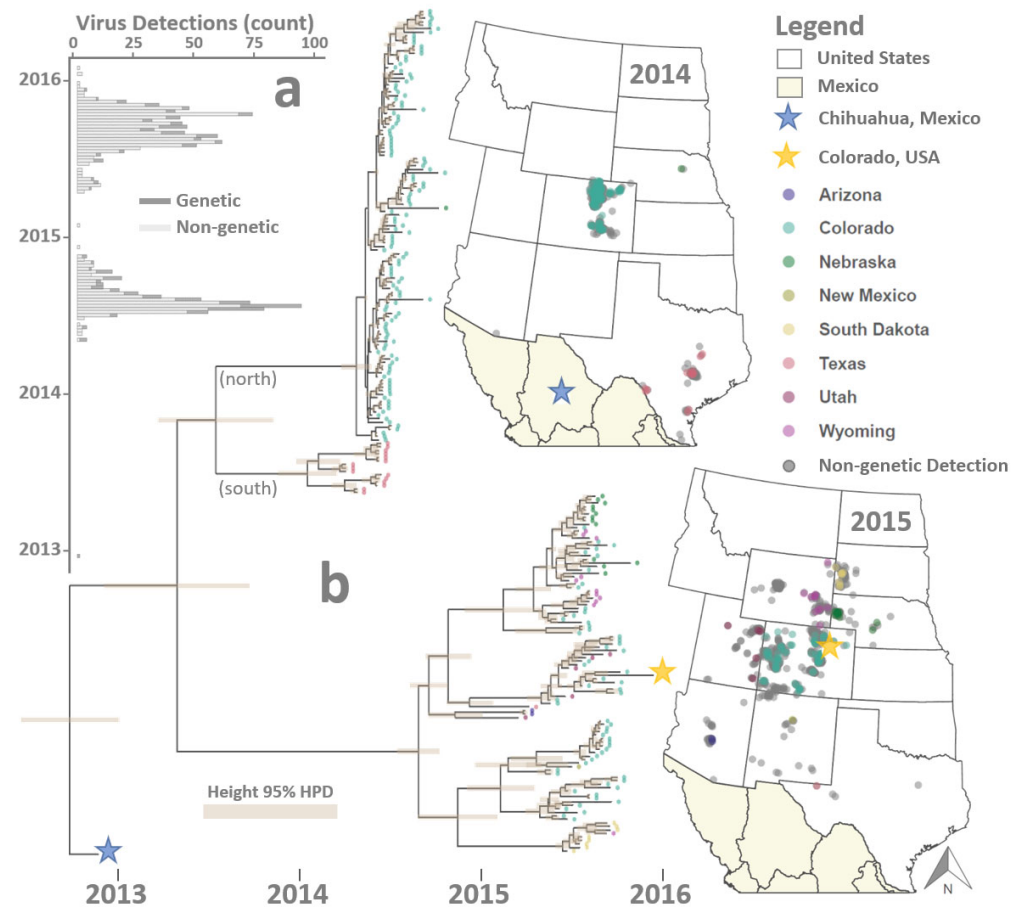 Virus Detections (count)
0 25 50 75 100
2016
2015
2014
2013
a
Genetic
Non-genetic
(north)
(south)
b
Height 95% HPD
2013 2014 2015 2016
2014
2015
N
Legend
United States
Mexico
Chihuahua, Mexico
Colorado, USA
Arizona
Colorado
Nebraska
New Mexico
South Dakota
Texas
Utah
Wyoming
Non-genetic Detection